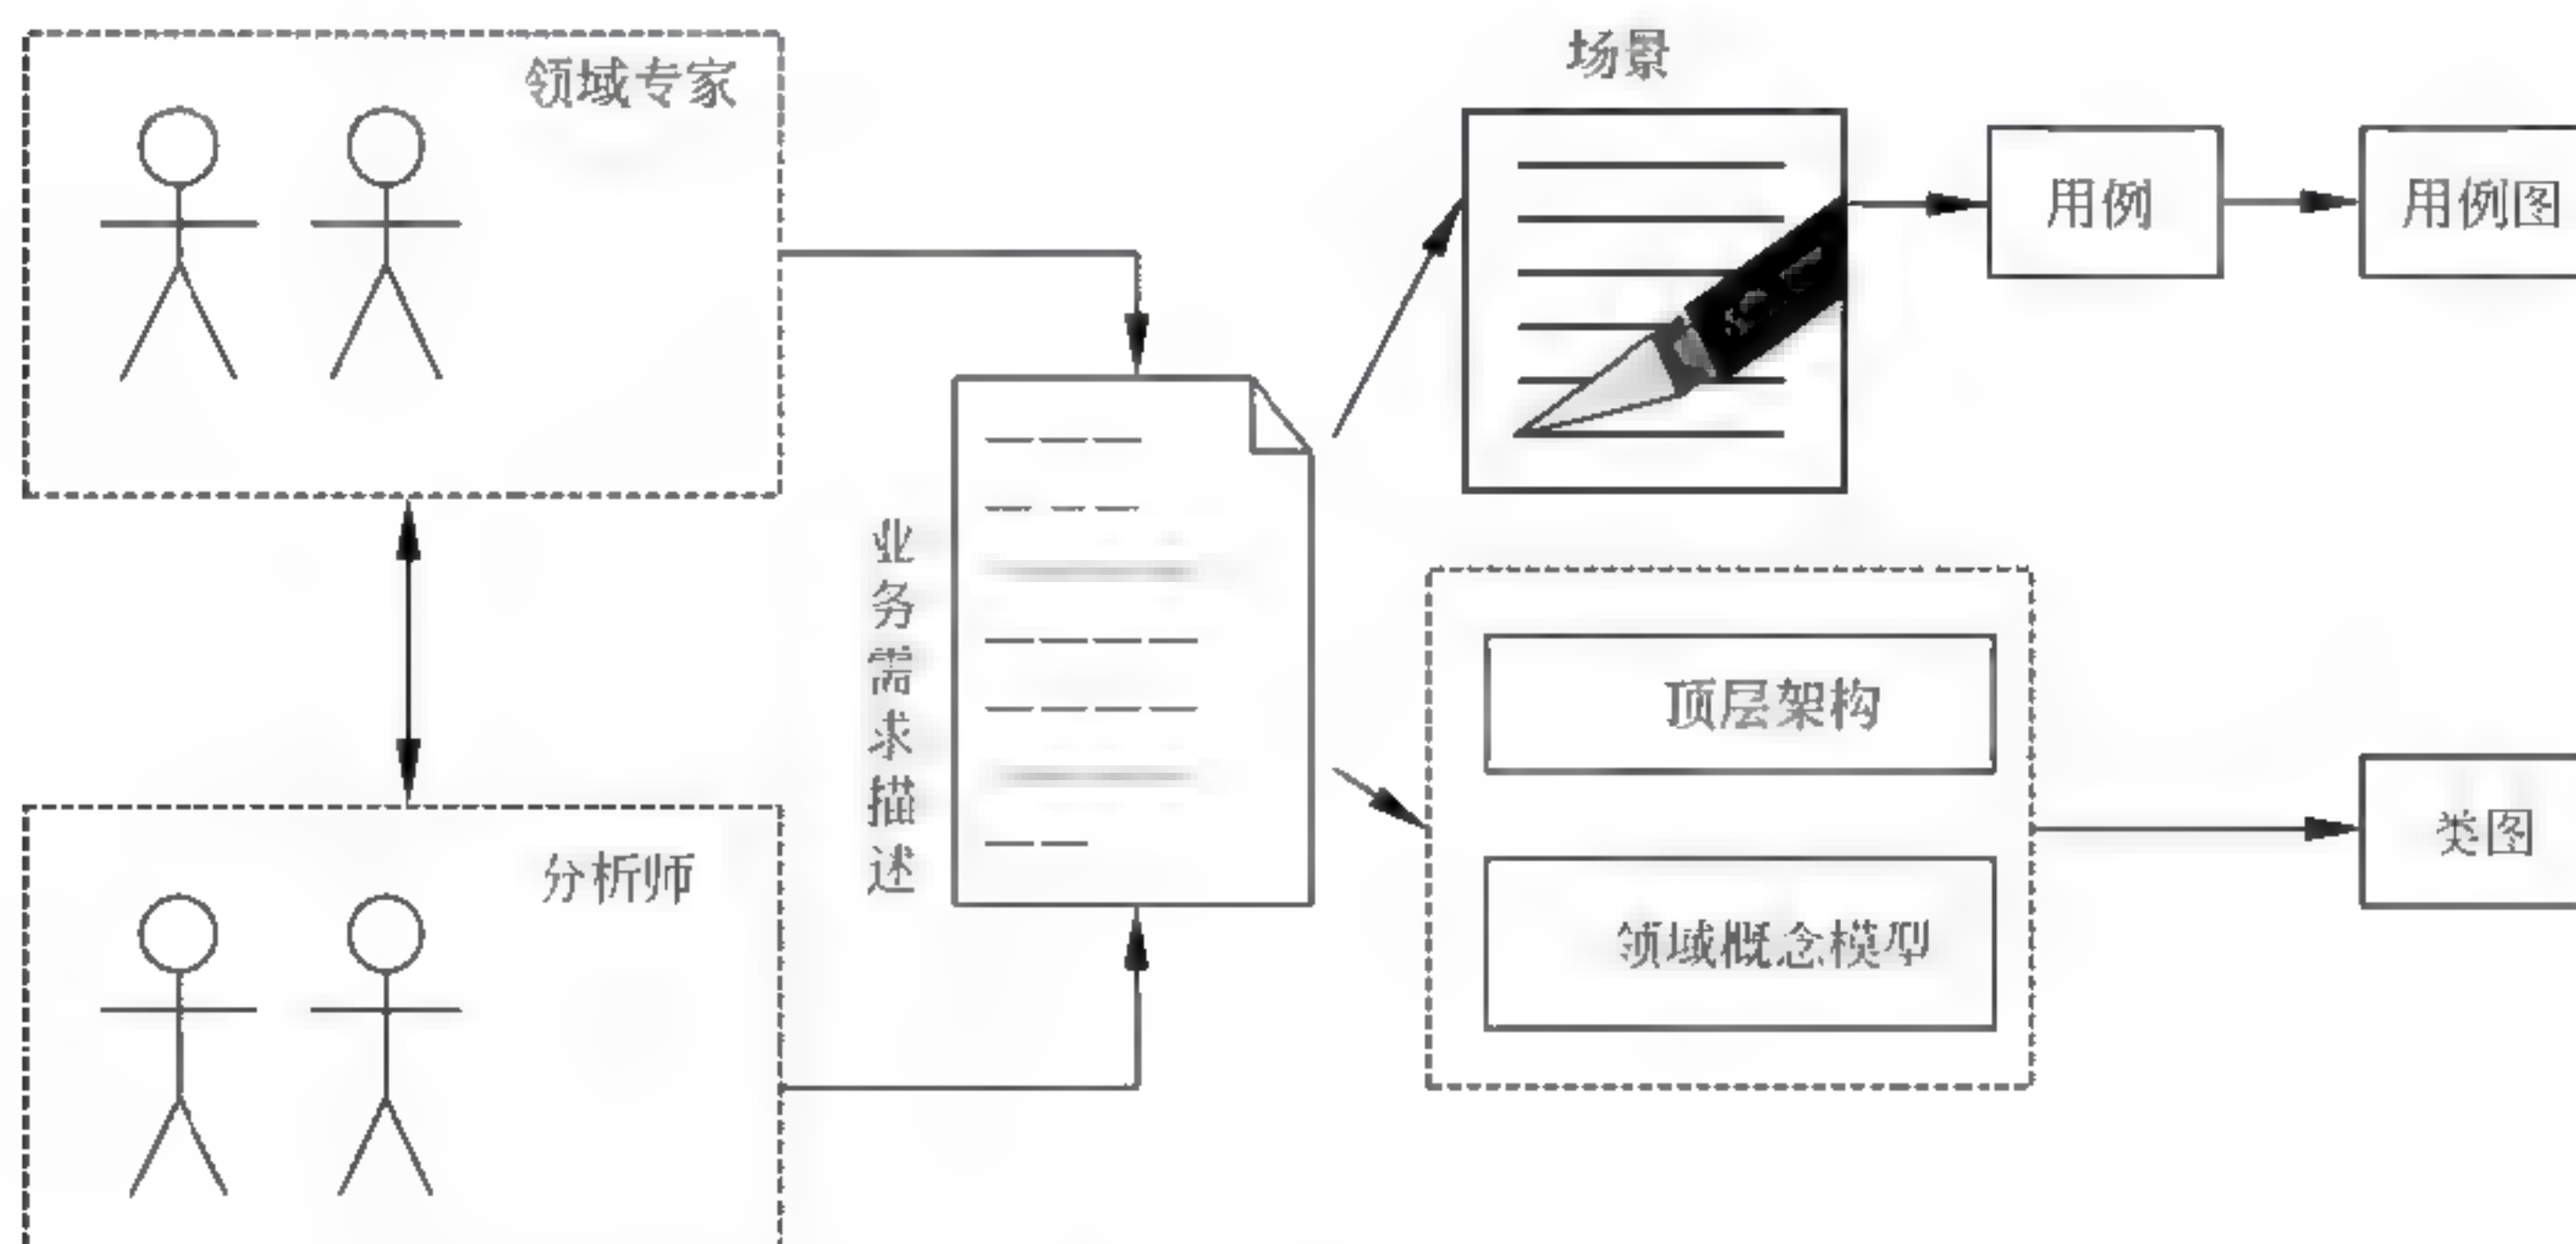 领域专家
场景
用例
用例图
业务需求描述
顶层架构
领域概念模型
类图
分析师